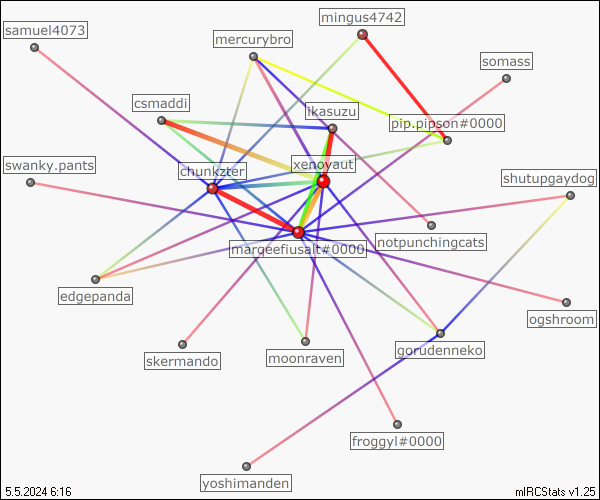 mingus4742
samuel4073
mercurybro
somass
csmaddi
ikasuzu
pip.pipson#0000
xenoyaut
swanky.pants
chunkzter
shutupgaydog
notpunchingcats
margeefiusalt#0000
edgepanda
ogshroom
gorudenneko
moonraven
skermando
froggyl#0000
yoshimanden
5.5.2024 6:16
mIRCStats v1.25